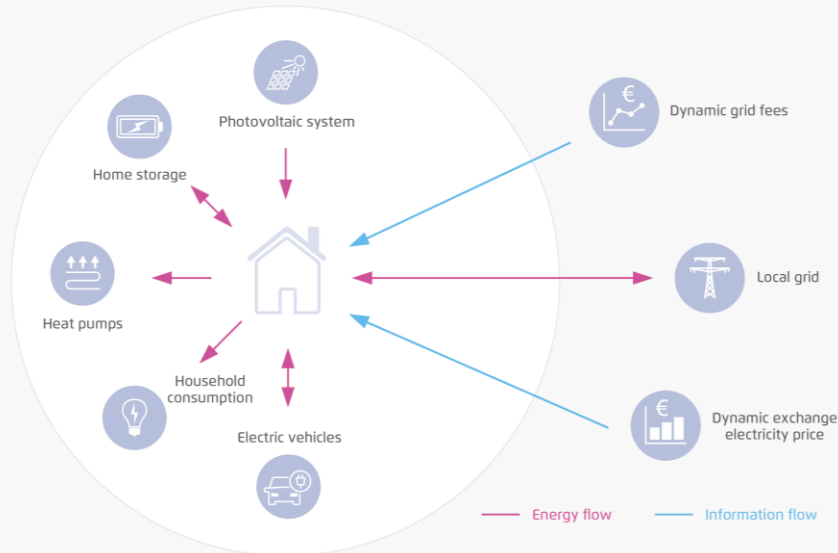 Photovoltaic system
Home storage
Heat pumps
Household
consumption
Electric vehicles
€
Dynamic grid fees
Local grid
€
Dynamic exchange
electricity price
Energy flow
Information flow